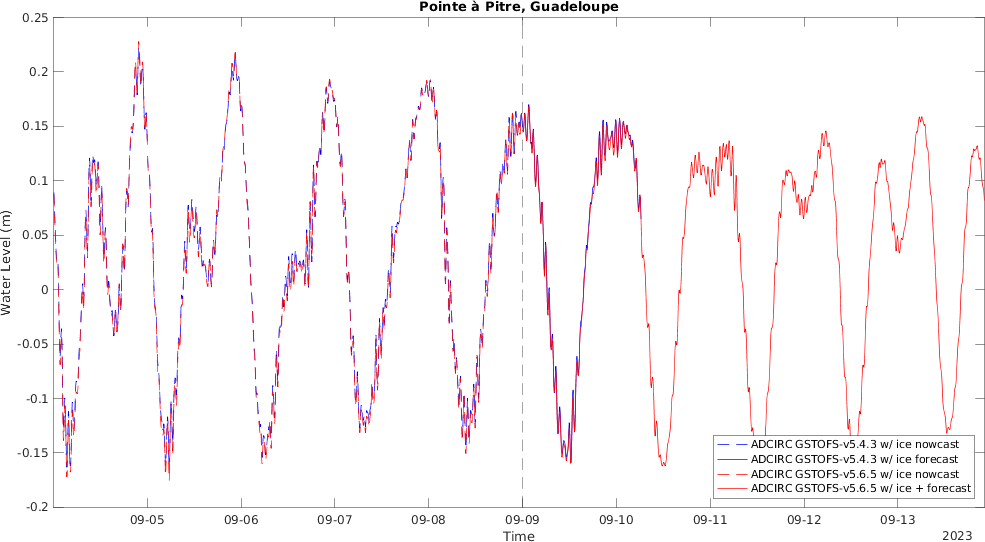 Pointe à Pitre, Guadeloupe
0.25
0.2
0.15
0.1
0.05
0
-0.05
-0.1
-0.15
-0.2
Water Level (m)
ADCIRC GSTOFS-v5.4.3 w/ ice nowcast
ADCIRC GSTOFS-v5.4.3 w/ ice forecast
ADCIRC GSTOFS-v5.6.5 w/ ice nowcast
ADCIRC GSTOFS-v5.6.5 w/ ice + forecast
09-05 09-06 09-07 09-08 09-09 09-10 09-11 09-12 09-13
Time
2023